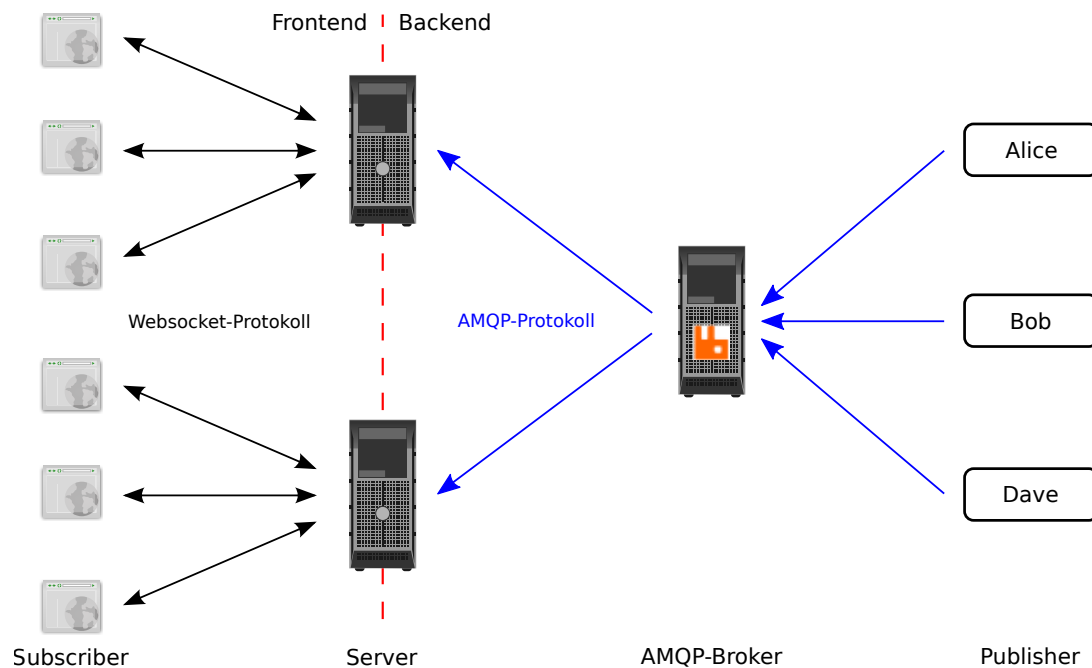 Frontend
Backend
Alice
Websocket-Protokoll
AMQP-Protokoll
Bob
Dave
Subscriber
Server
AMQP-Broker
Publisher